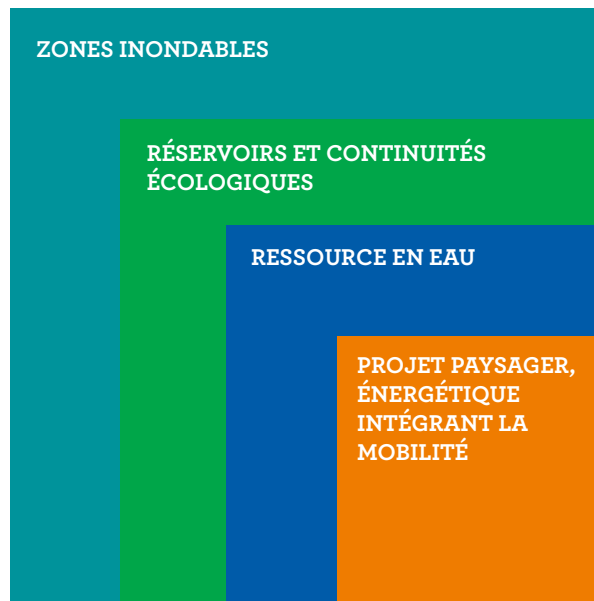 ZONES INONDABLES
RÉSERVOIRS ET CONTINUITÉS
ÉCOLOGIQUES
RESSOURCE EN EAU
PROJET PAYSAGER,
ÉNERGÉTIQUE
INTÉGRANT LA
MOBILITÉ